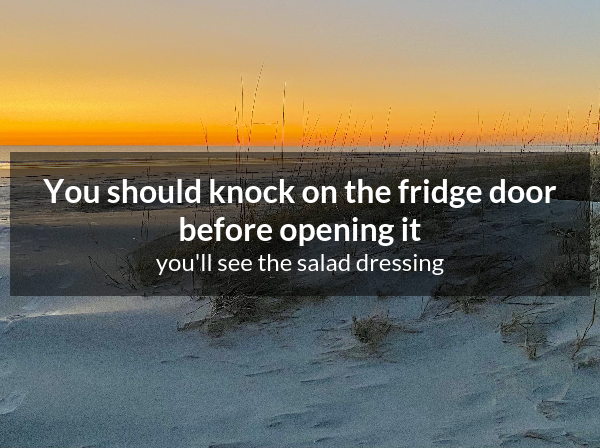 You should knock on the fridge door
before opening it
you'll see the salad dressing